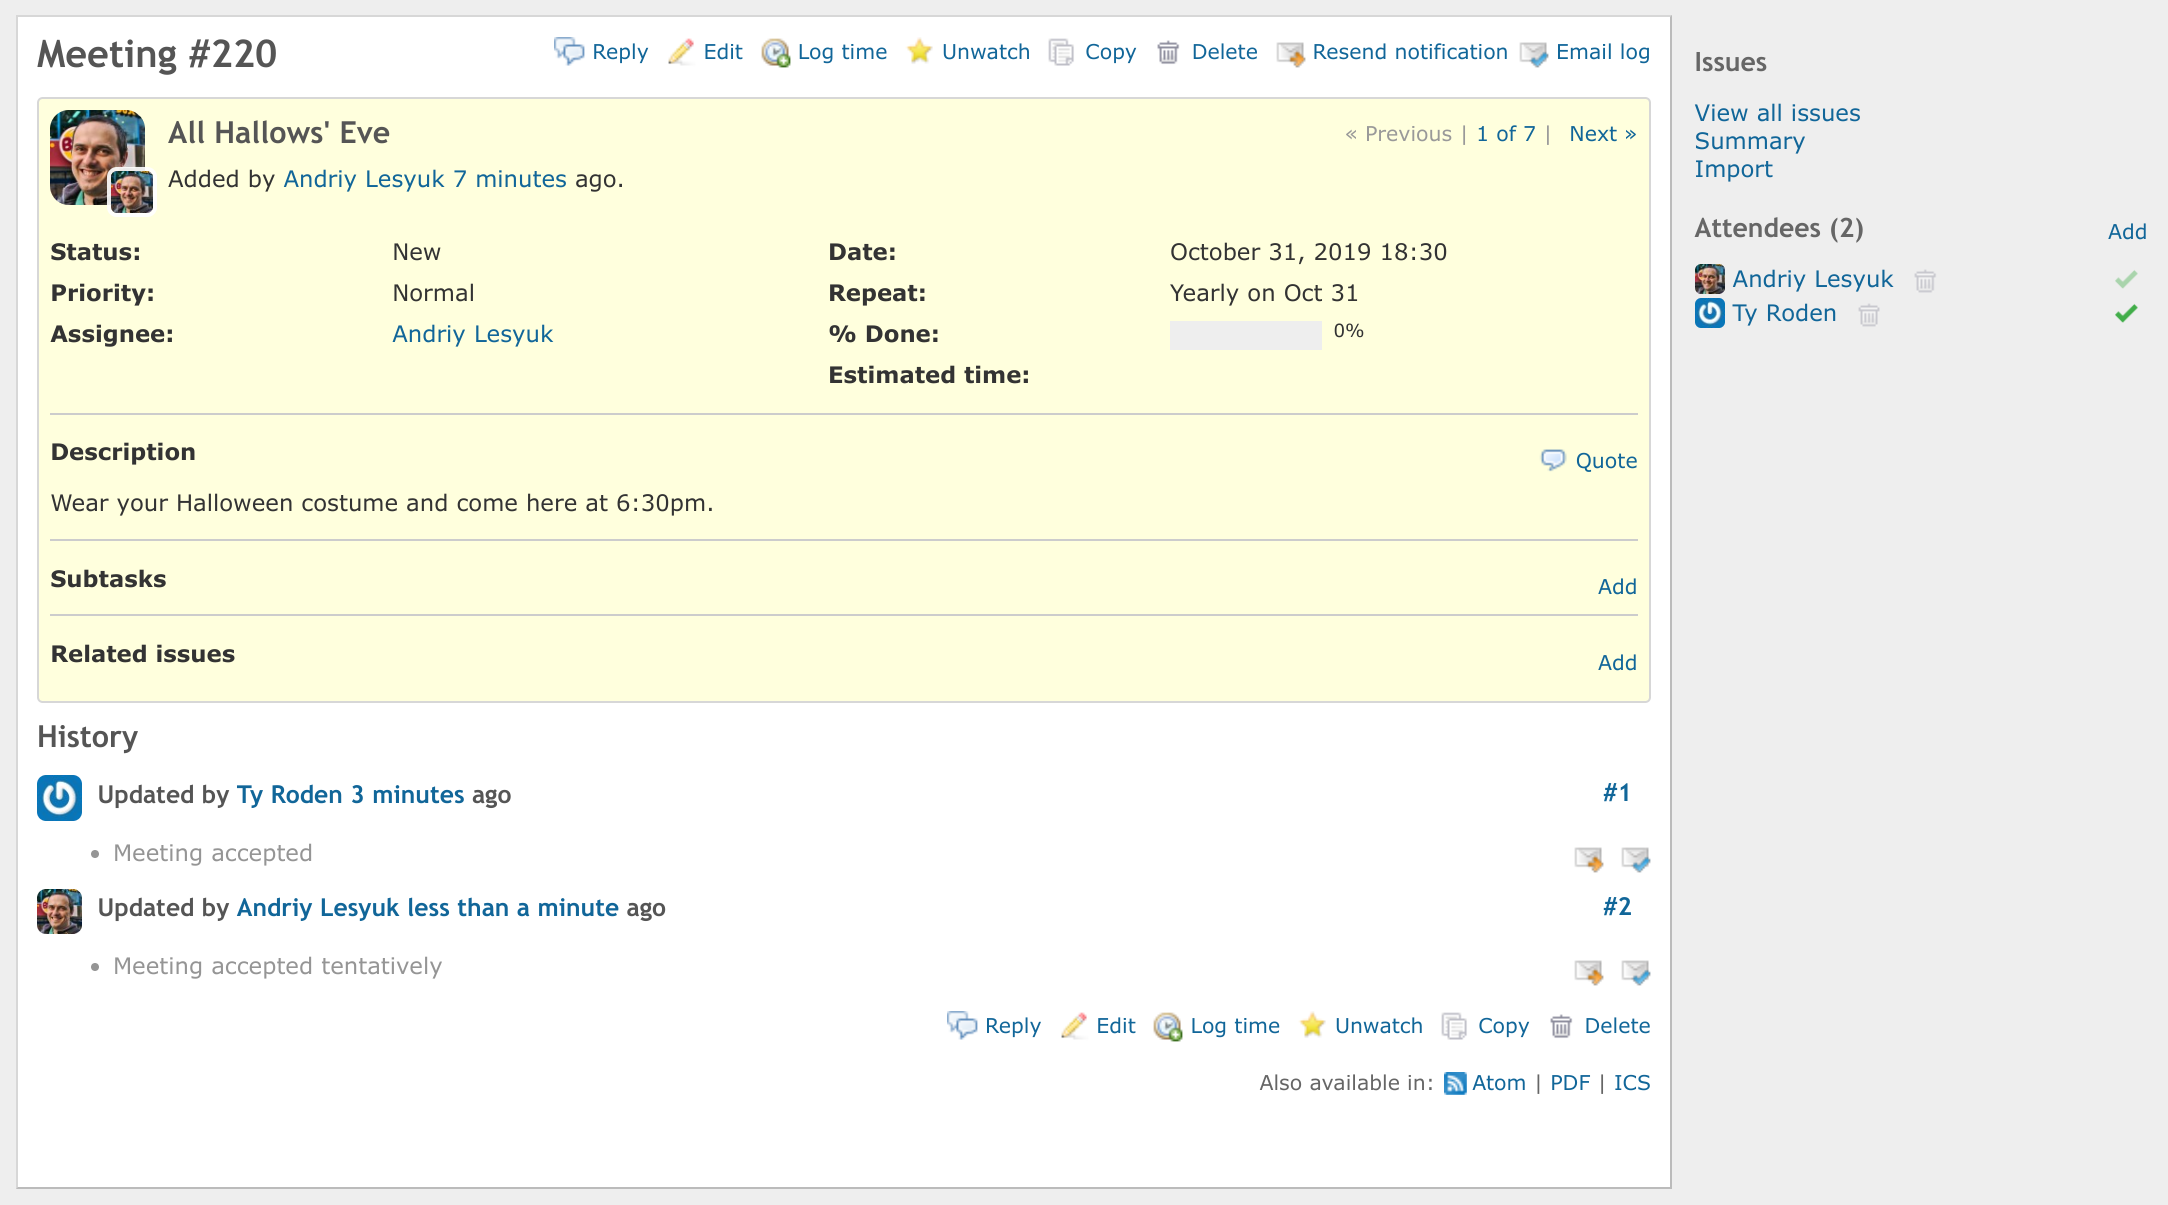 Meeting #220
Reply Edit Log time Unwatch Copy Delete Resend notification Email log
All Hallows' Eve
« Previous | 1 of 7 | Next »
Added by Andriy Lesyuk 7 minutes ago.
Status: New Date: October 31, 2019 18:30
Priority: Normal Repeat: Yearly on Oct 31
Assignee: Andriy Lesyuk % Done: 0%
Estimated time:
Description
Quote
Wear your Halloween costume and come here at 6:30pm.
Subtasks
Add
Related issues
Add
History
Updated by Ty Roden 3 minutes ago #1
Meeting accepted
Updated by Andriy Lesyuk less than a minute ago #2
Meeting accepted tentatively
Reply Edit Log time Unwatch Copy Delete
Also available in: Atom | PDF | ICS
Issues
View all issues
Summary
Import
Attendees (2) Add
Andriy Lesyuk
Ty Roden